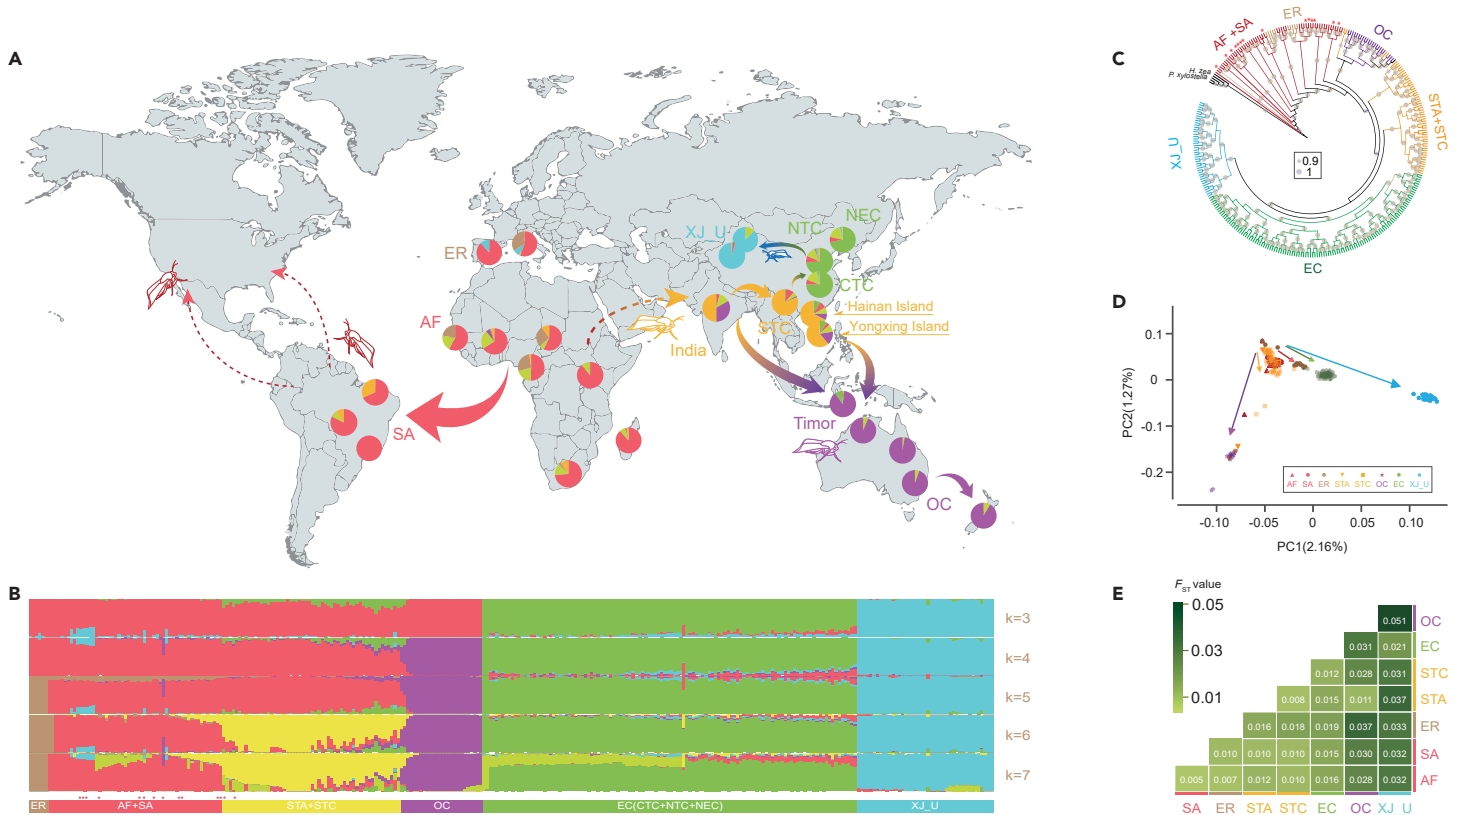 A
XJ_U
NTC
NEC
ER
CTC
AF
STC
Hainan Island
Yongxing Island
India
SA
Timor
OC
B
k=3
k=4
k=5
k=6
k=7
ER
AF+SA
STA+STC
OC
EC(CTC+NTC+NEC)
XJ_U
C
AF +SA
ER
OC
H. zea
P. xylostella
STA+STC
XJ_U
0.9
1
EC
D
PC2(1.27%)
0.1
0
-0.1
-0.2
AF SA ER STA STC OC EC XJ_U
-0.10 -0.05 0 0.05 0.10
PC1(2.16%)
E
FST value
0.05
0.03
0.01
0.051 OC
0.031 0.021 EC
0.012 0.028 0.031 STC
0.008 0.015 0.011 0.037 STA
0.016 0.018 0.019 0.037 0.033 ER
0.010 0.010 0.010 0.015 0.030 0.032 SA
0.005 0.007 0.012 0.010 0.016 0.028 0.032 AF
SA ER STA STC EC OC XJ U